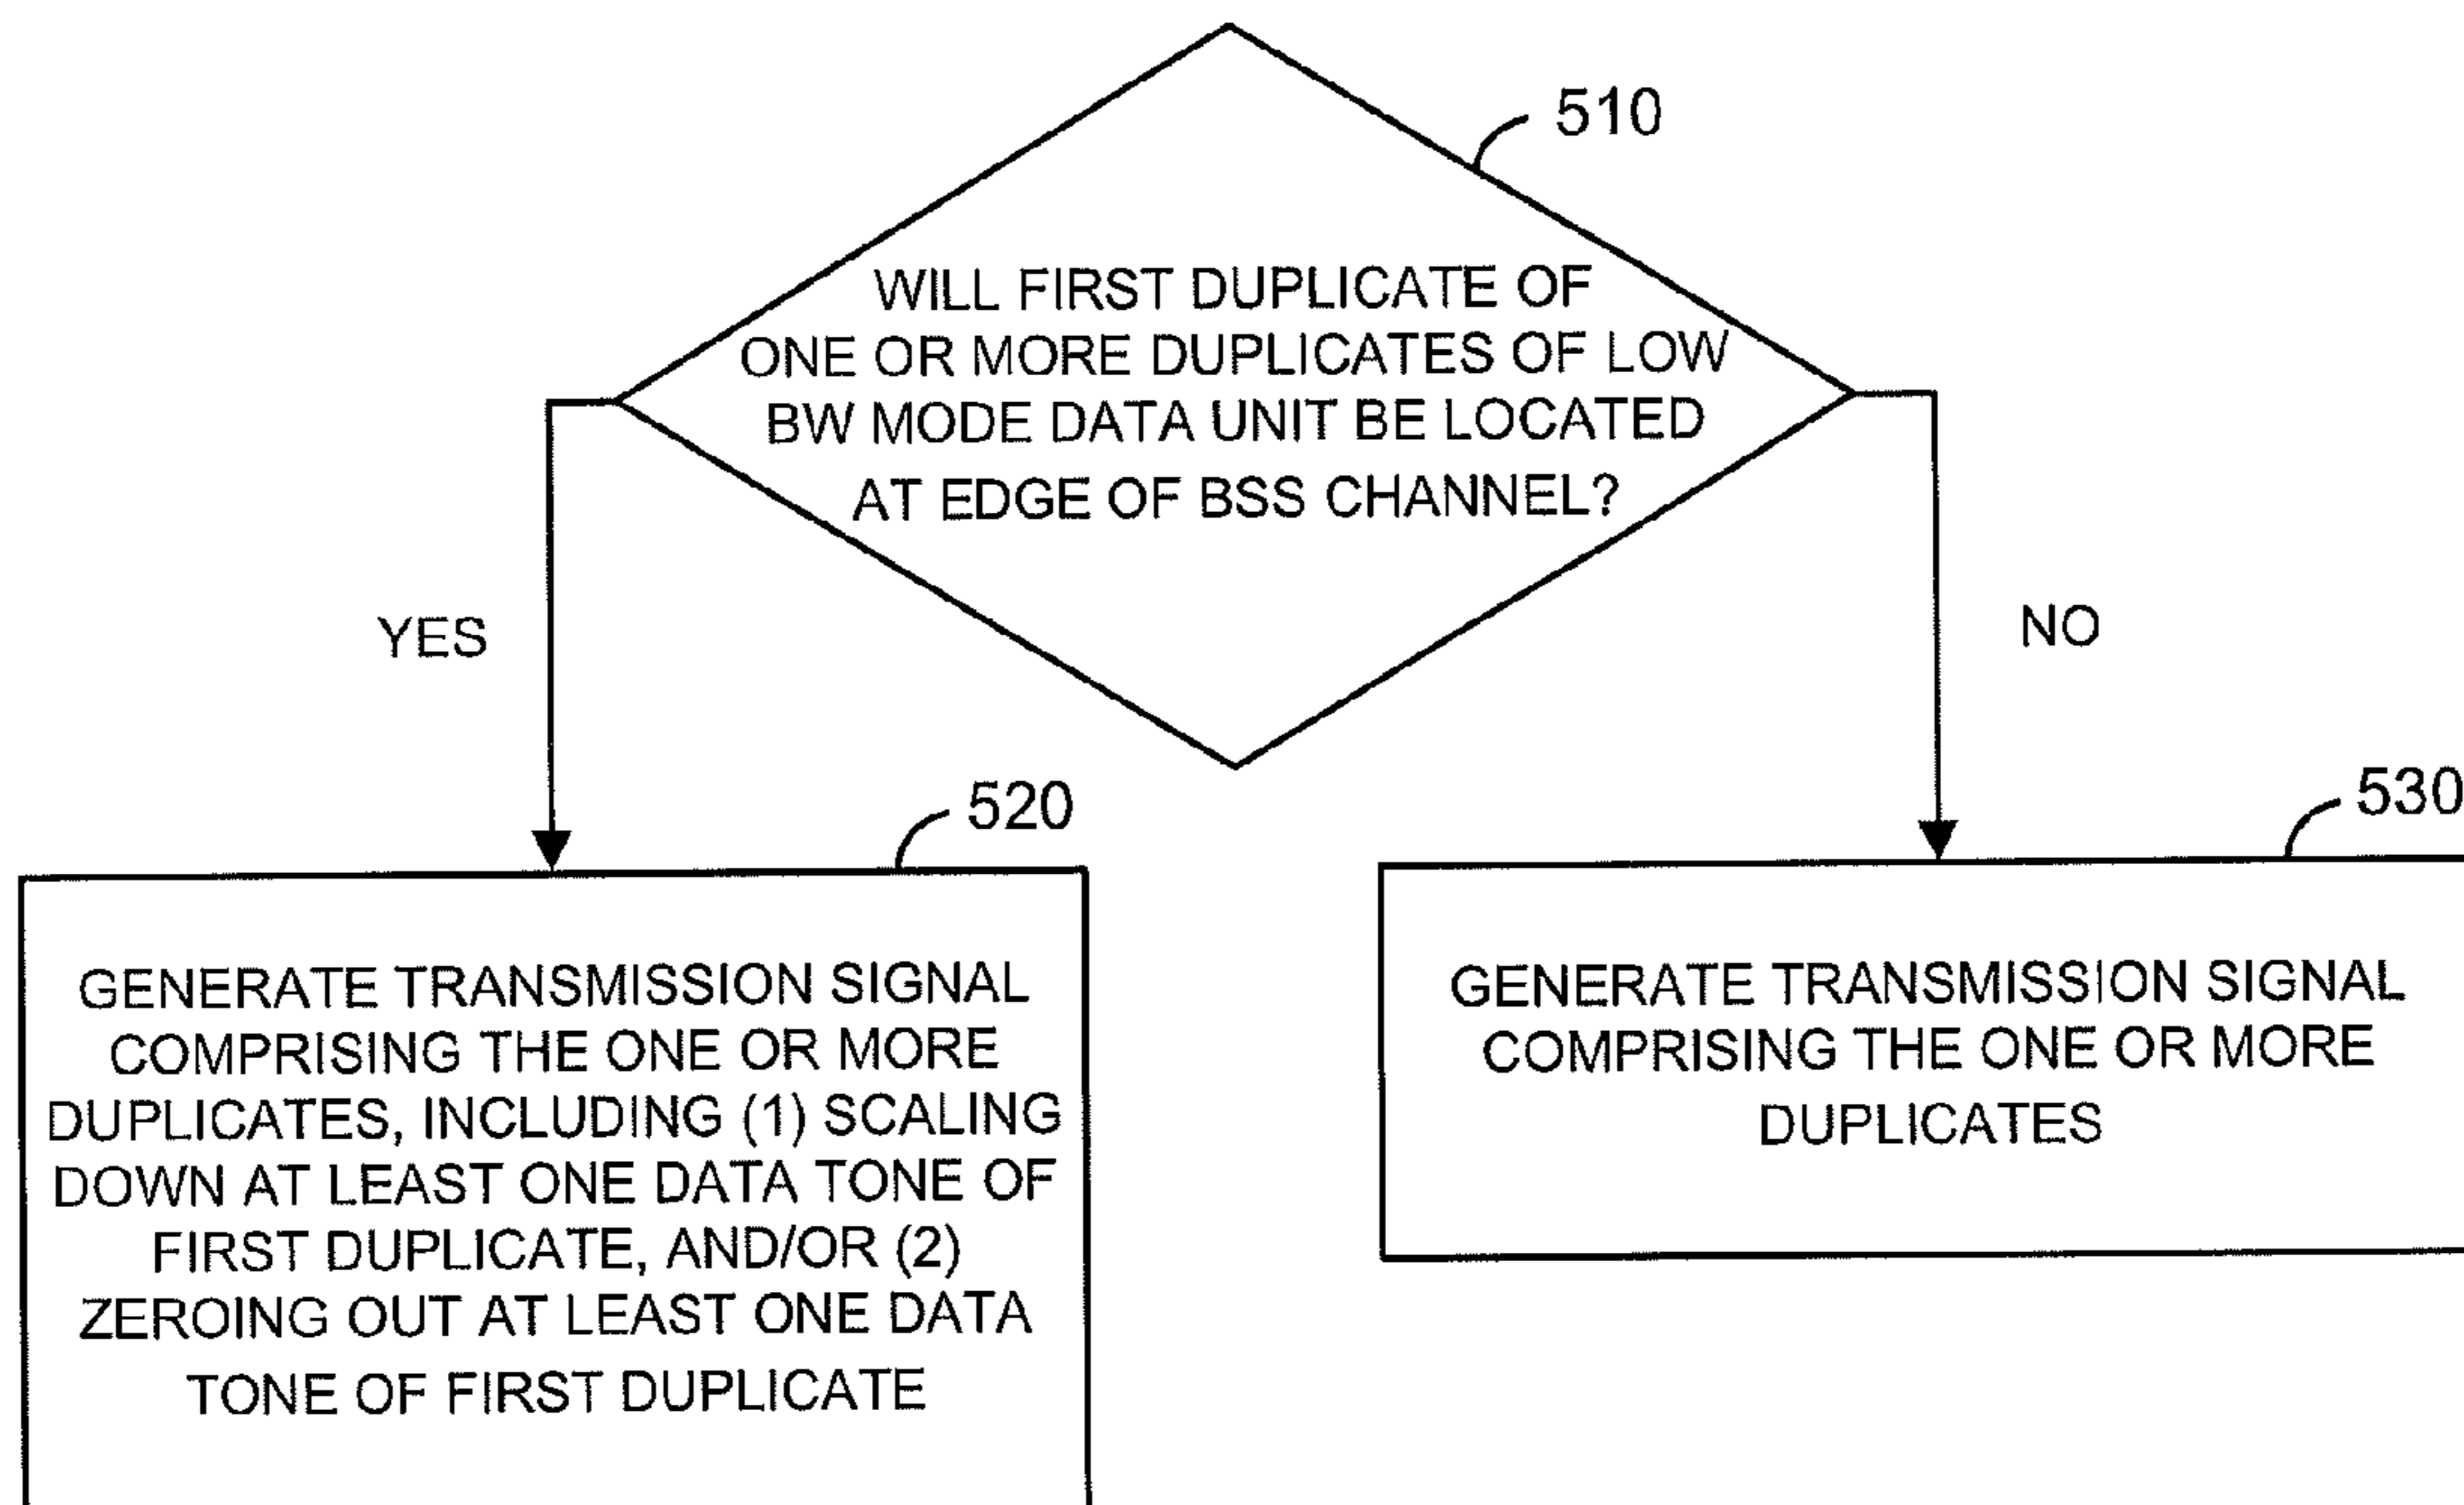 510
WILL FIRST DUPLICATE OF
ONE OR MORE DUPLICATES OF LOW
BW MODE DATA UNIT BE LOCATED
AT EDGE OF BSS CHANNEL?
YES
NO
520
530
GENERATE TRANSMISSION SIGNAL
COMPRISING THE ONE OR MORE
DUPLICATES, INCLUDING (1) SCALING
DOWN AT LEAST ONE DATA TONE OF
FIRST DUPLICATE, AND/OR (2)
ZEROING OUT AT LEAST ONE DATA
TONE OF FIRST DUPLICATE
GENERATE TRANSMISSION SIGNAL
COMPRISING THE ONE OR MORE
DUPLICATES